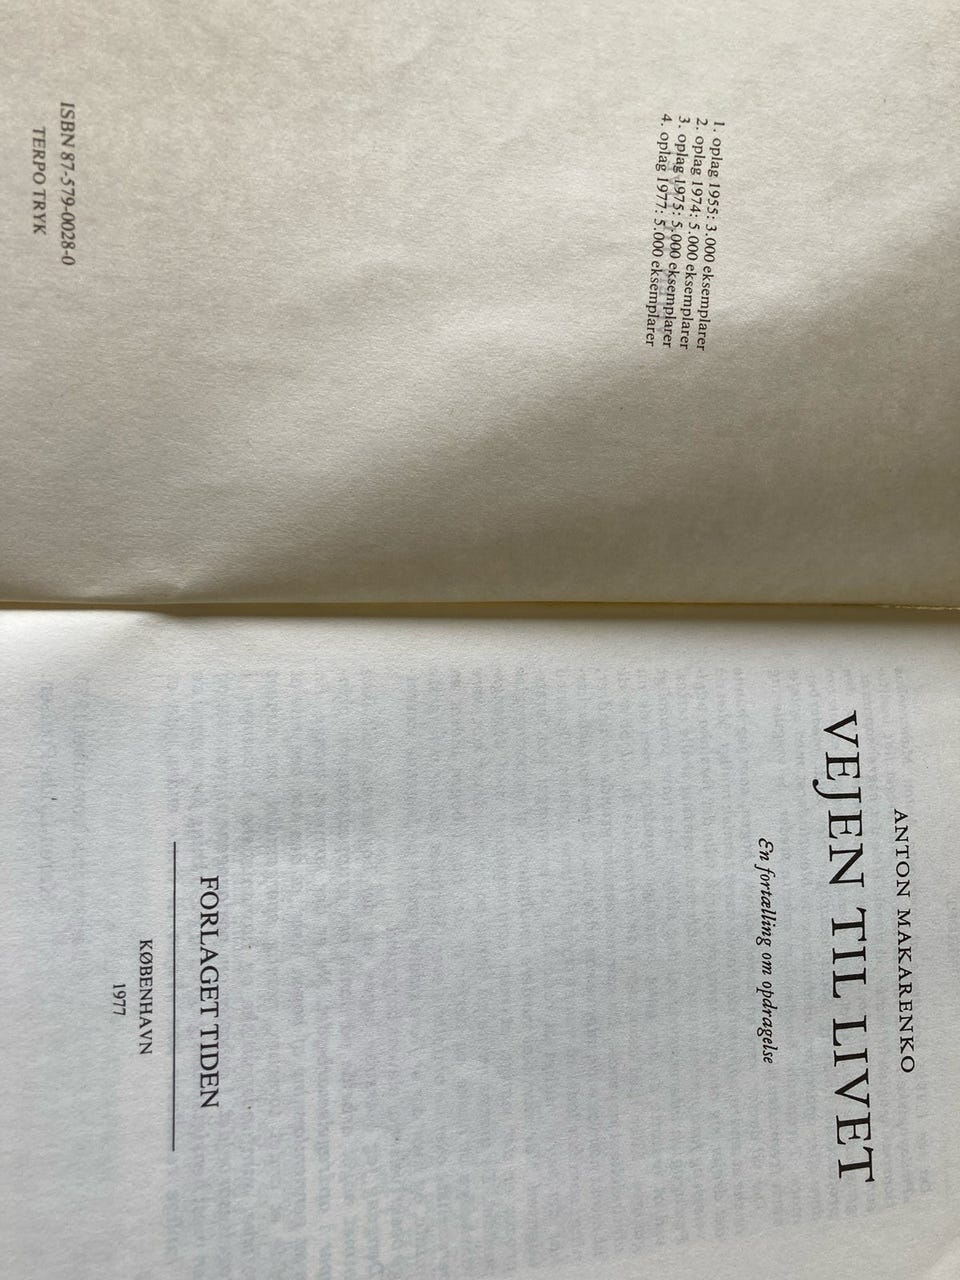 1. oplag 1955: 3.000 eksemplarer
2. oplag 1974: 5.000 eksemplarer
3. oplag 1975: 5.000 eksemplarer
4. oplag 1977: 5.000 eksemplarer
ISBN 87-579-0028-0
TERPO TRYK
ANTON MAKARENKO
VEJEN TIL LIVET
En fortælling om opdragelse
FORLAGET TIDEN
KØBENHAVN
1977